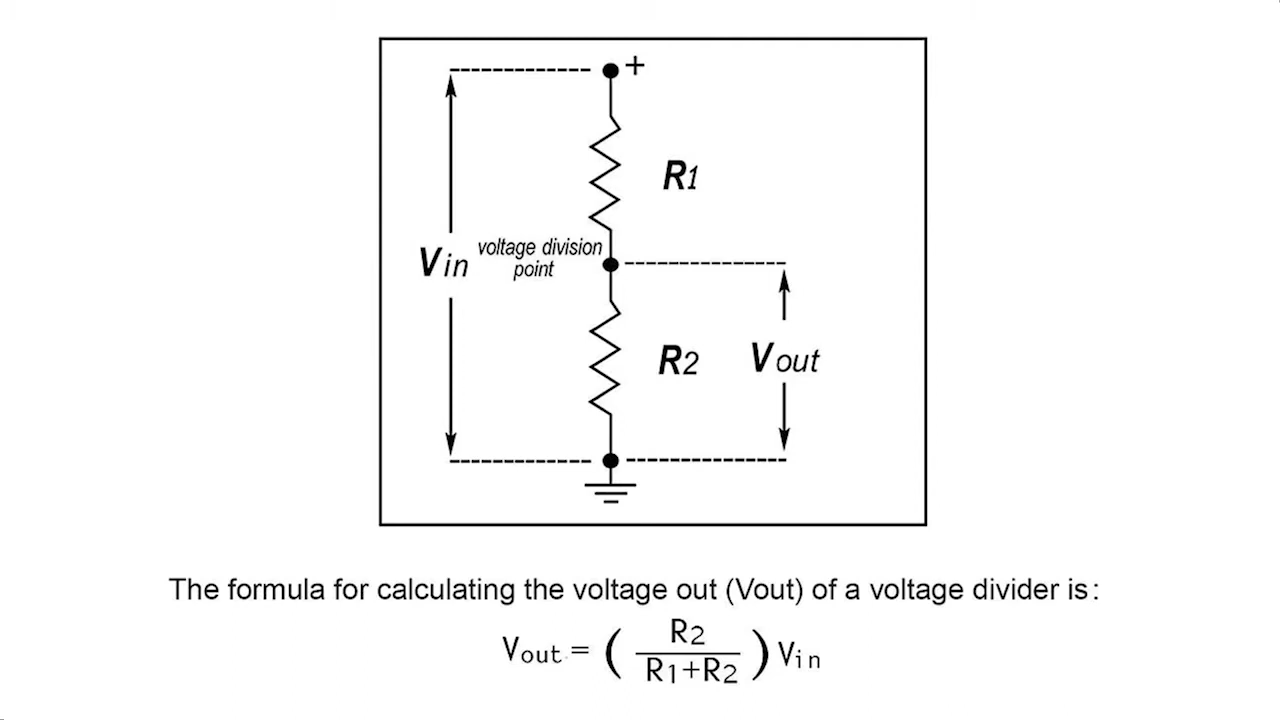 +
R1
Vin
voltage division
point
R2
Vout
The formula for calculating the voltage out (Vout) of a voltage divider is:
Vout = ( R2 / R1+R2 ) Vin